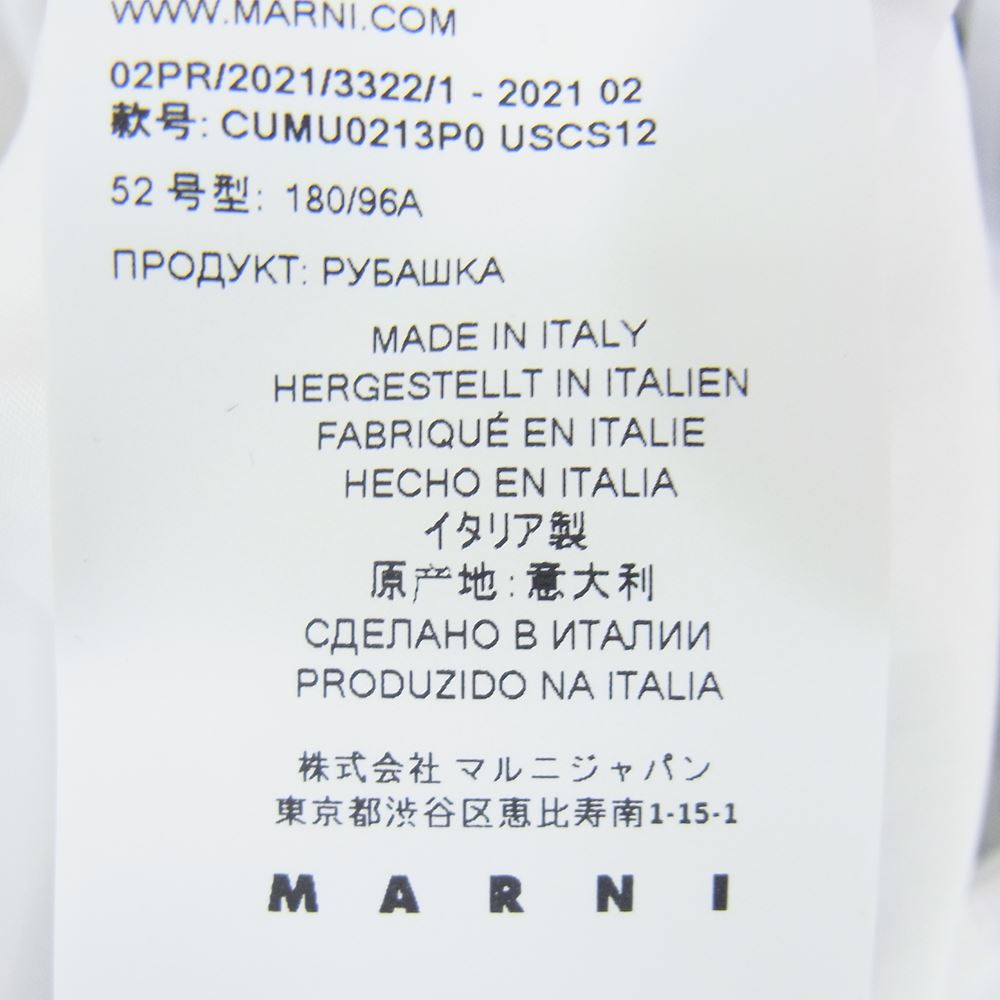 WWW.MARNI.COM
02PR/2021/3322/1 - 2021 02
款号: CUMU0213P0 USCS12
52 号型: 180/96A
ПРОДУКТ: РУБАШКА
MADE IN ITALY
HERGESTELLT IN ITALIEN
FABRIQUÉ EN ITALIE
HECHO EN ITALIA
イタリア製
原产地: 意大利
СДЕЛАНО В ИТАЛИИ
PRODUZIDO NA ITALIA
株式会社 マルニジャパン
東京都渋谷区恵比寿南1-15-1
MARNI